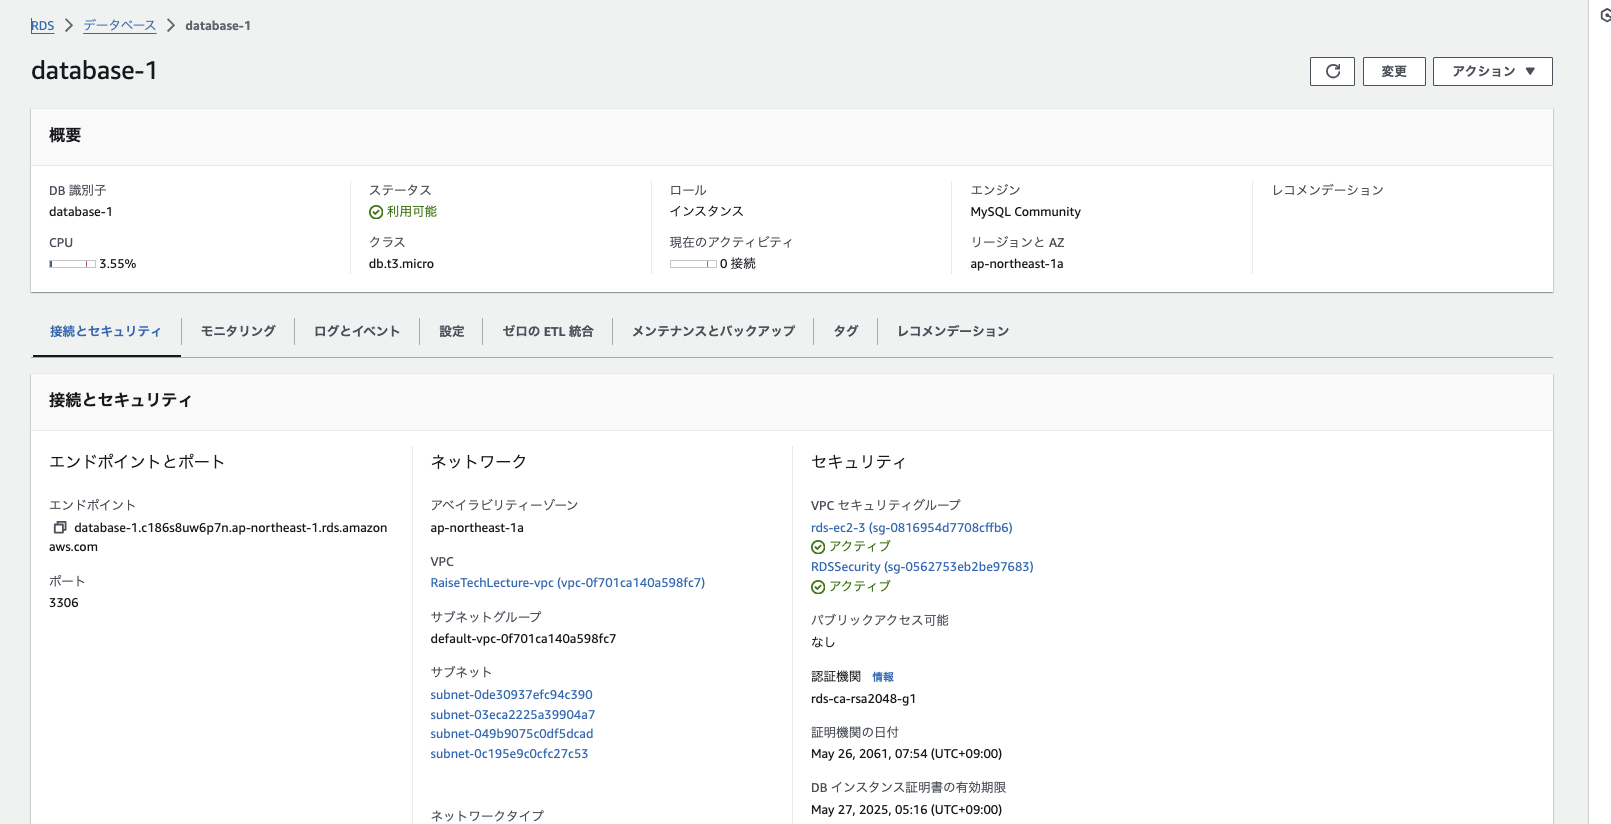 RDS > データベース > database-1
database-1
変更
アクション ▼
概要
DB 識別子
database-1
CPU
3.55%
ステータス
利用可能
クラス
db.t3.micro
ロール
インスタンス
現在のアクティビティ
0 接続
エンジン
MySQL Community
リージョンと AZ
ap-northeast-1a
レコメンデーション
接続とセキュリティ
モニタリング
ログとイベント
設定
ゼロの ETL 統合
メンテナンスとバックアップ
タグ
レコメンデーション
接続とセキュリティ
エンドポイントとポート
エンドポイント
database-1.c186s8uw6p7n.ap-northeast-1.rds.amazon
aws.com
ポート
3306
ネットワーク
アベイラビリティーゾーン
ap-northeast-1a
VPC
RaiseTechLecture-vpc (vpc-0f701ca140a598fc7)
サブネットグループ
default-vpc-0f701ca140a598fc7
サブネット
subnet-0de30937efc94c390
subnet-03eca2225a39904a7
subnet-049b9075c0df5dcad
subnet-0c195e9c0cfc27c53
ネットワークタイプ
セキュリティ
VPC セキュリティグループ
rds-ec2-3 (sg-0816954d7708cffb6)
アクティブ
RDSSecurity (sg-0562753eb2be97683)
アクティブ
パブリックアクセス可能
なし
認証機関 情報
rds-ca-rsa2048-g1
証明機関の日付
May 26, 2061, 07:54 (UTC+09:00)
DB インスタンス証明書の有効期限
May 27, 2025, 05:16 (UTC+09:00)